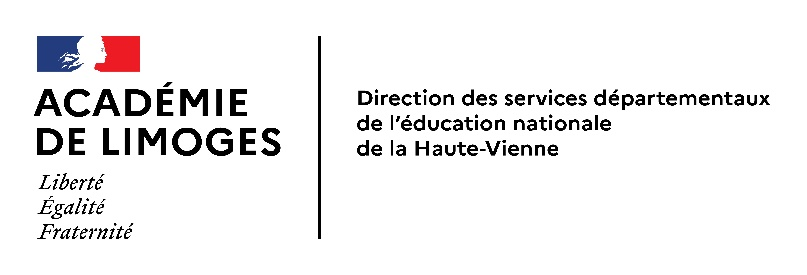 ACADÉMIE
DE LIMOGES
Liberté
Égalité
Fraternité
Direction des services départementaux
de l'éducation nationale
de la Haute-Vienne